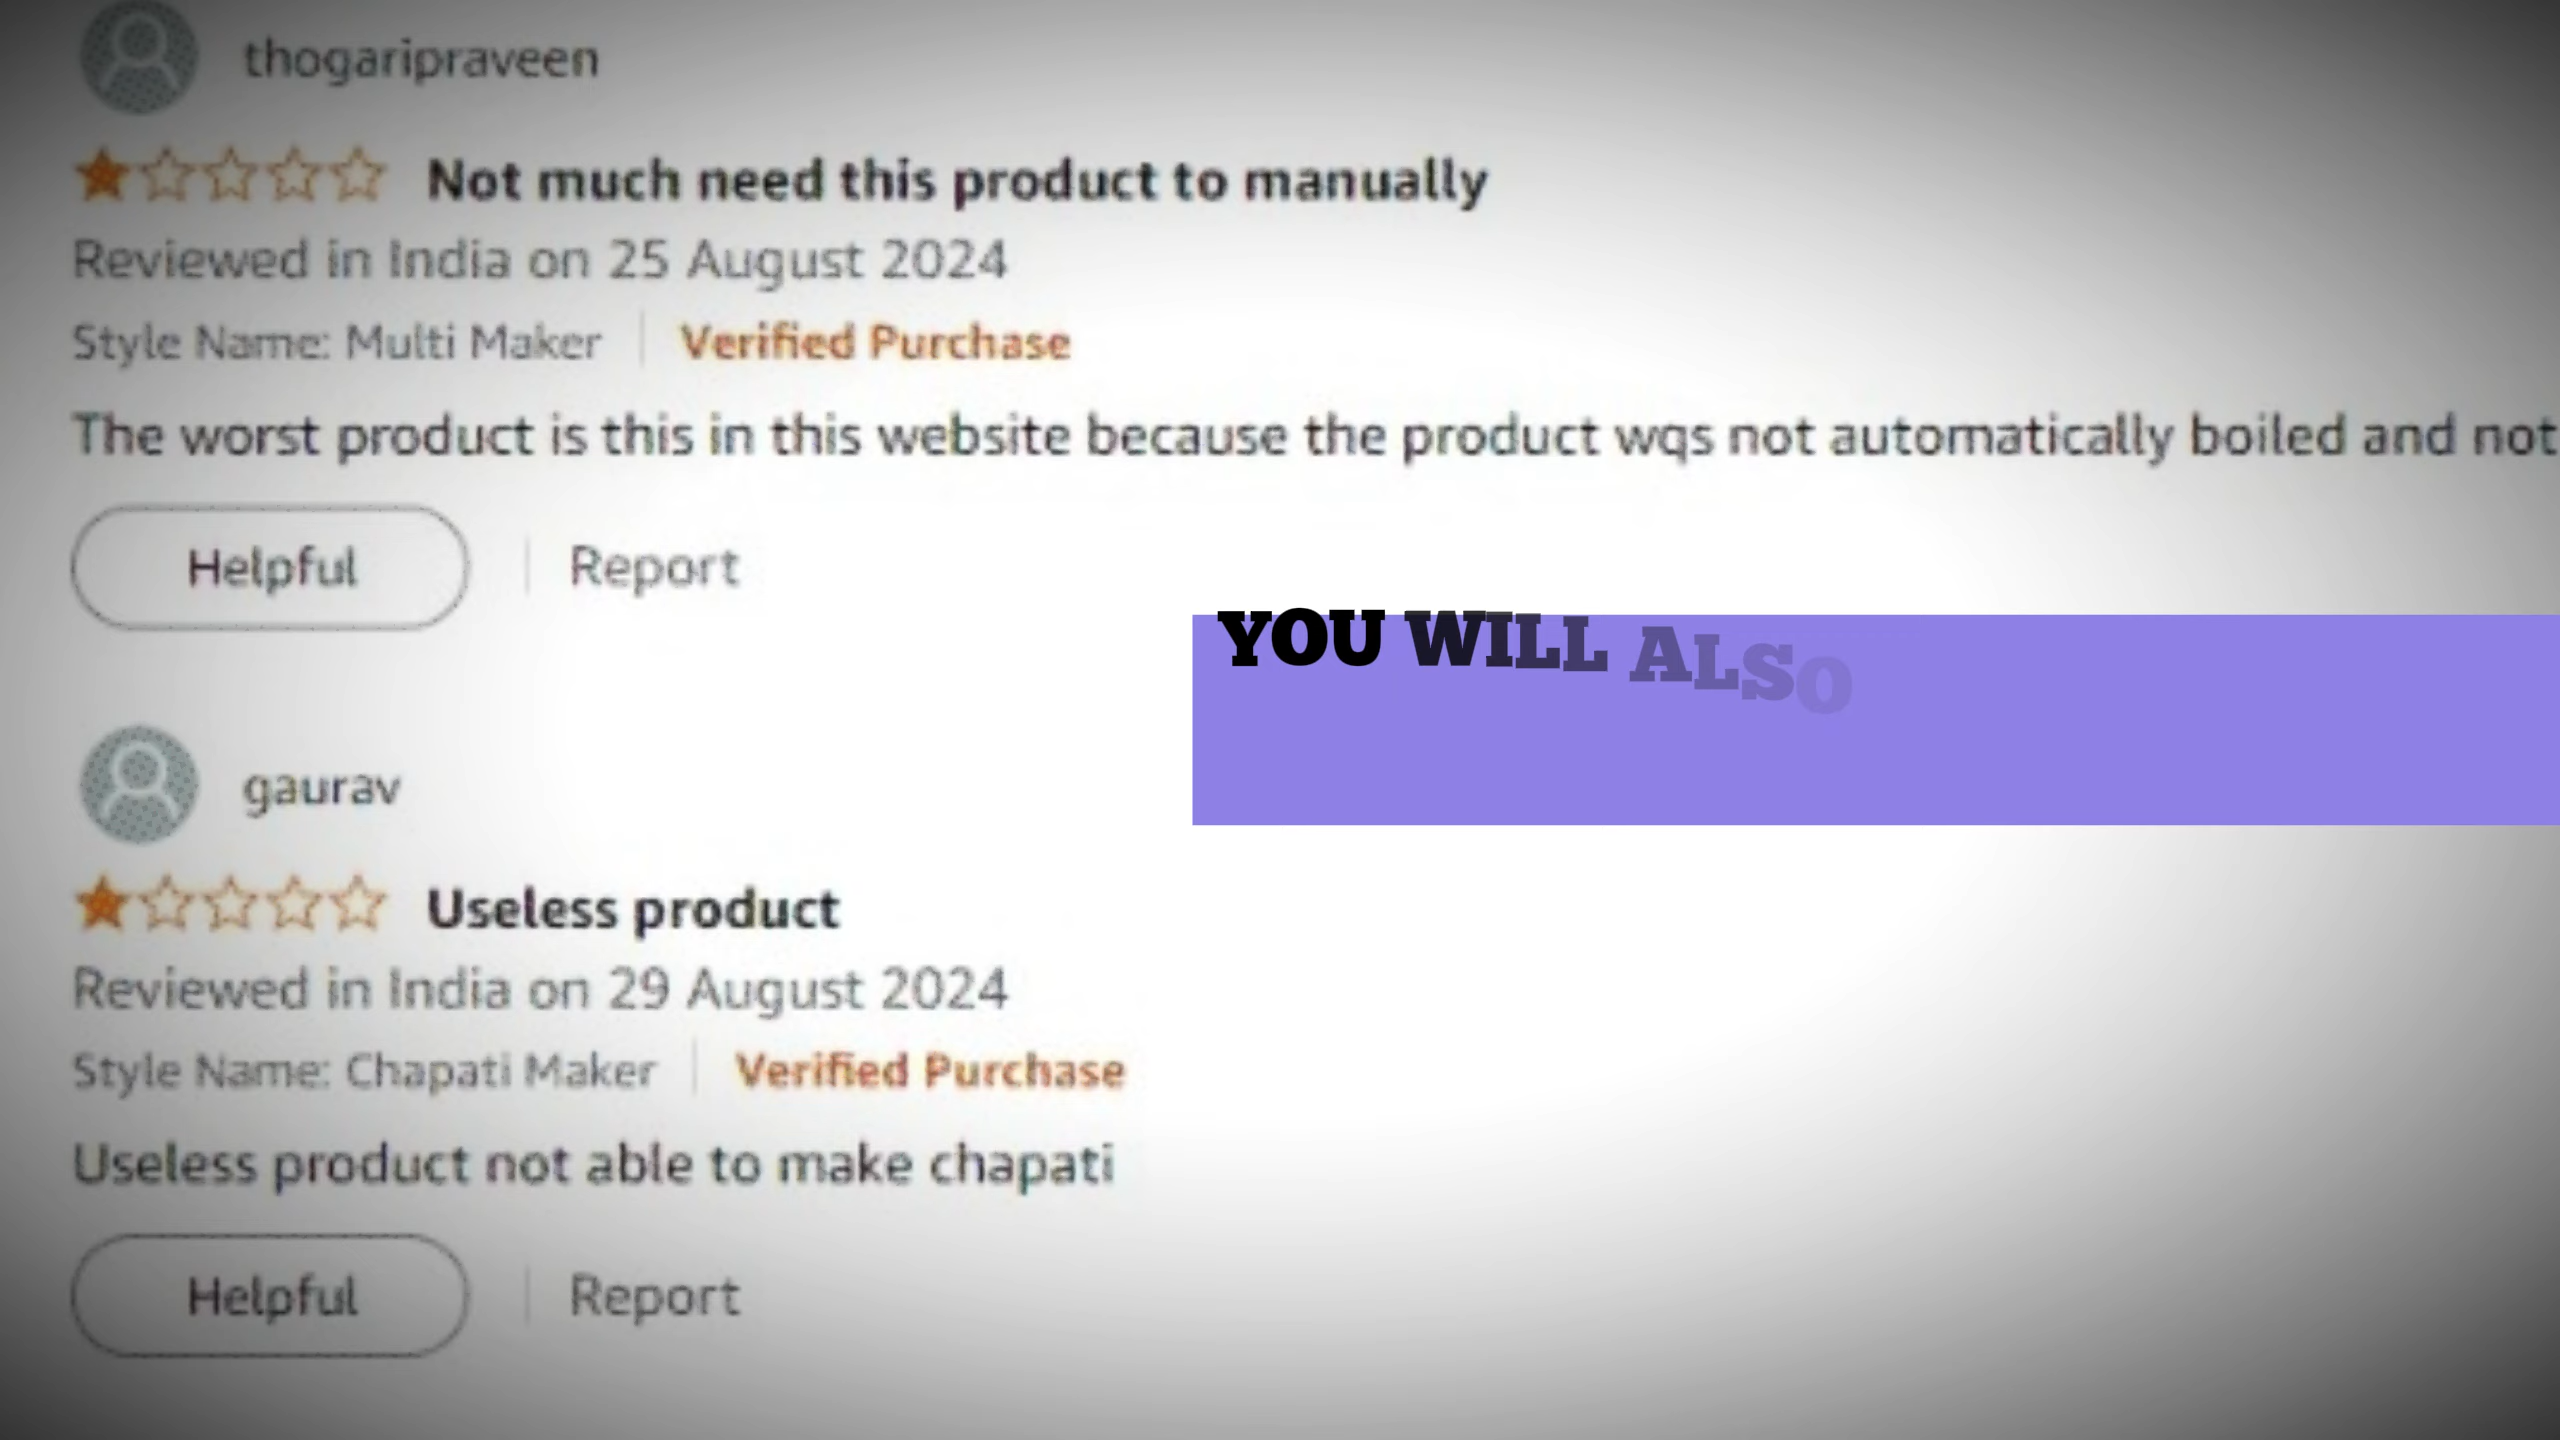 thogaripraveen
Not much need this product to manually
Reviewed in India on 25 August 2024
Style Name: Multi Maker Verified Purchase
The worst product is this in this website because the product wqs not automatically boiled and not
Helpful Report
YOU WILL ALSO
gaurav
Useless product
Reviewed in India on 29 August 2024
Style Name: Chapati Maker Verified Purchase
Useless product not able to make chapati
Helpful Report